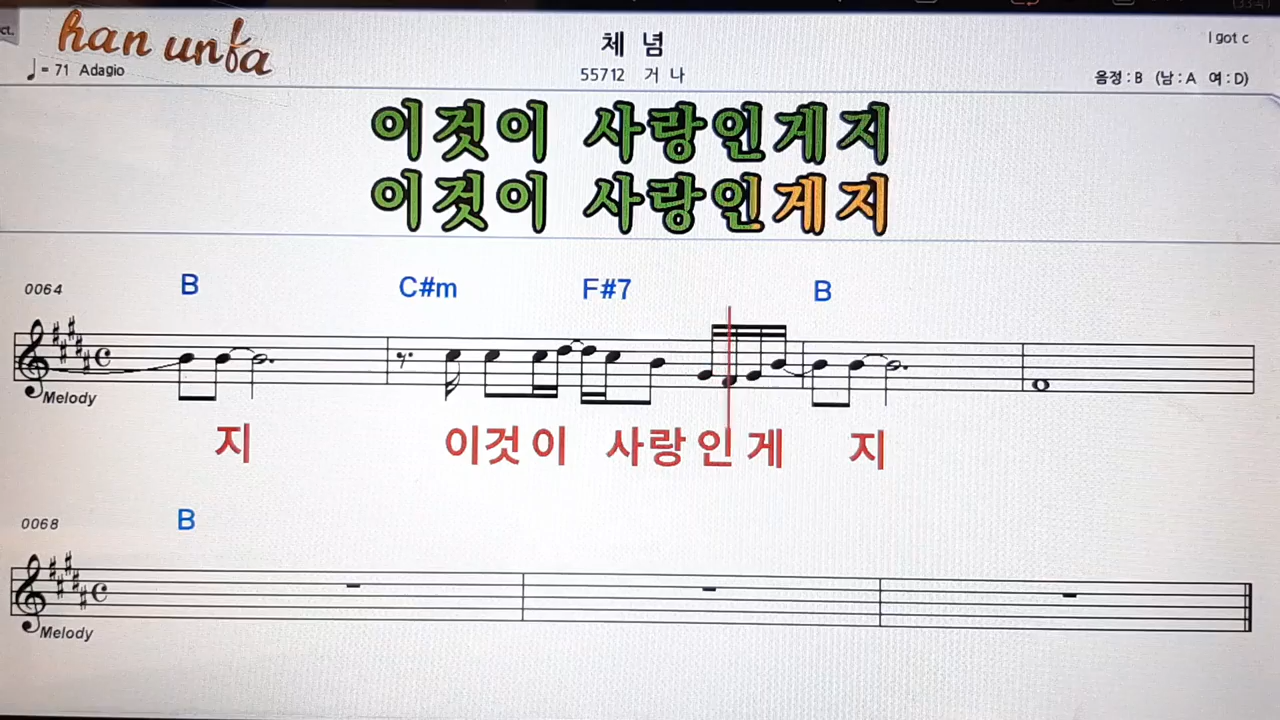 ct.
han unfa
♩= 71 Adagio
체 념
55712 거 나
I got c
음정 : B (남 : A 여 : D)
이것이 사랑인게지
이것이 사랑인게지
0064 B C#m F#7 B
Melody
지 이것이 사랑인게 지
0068 B
Melody